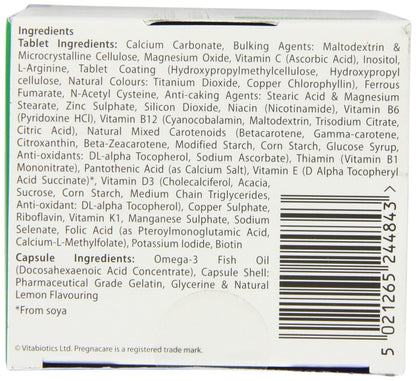 Ingredients
Tablet Ingredients: Calcium Carbonate, Bulking Agents: Maltodextrin &
Microcrystalline Cellulose, Magnesium Oxide, Vitamin C (Ascorbic Acid), Inositol,
L-Arginine, Tablet Coating (Hydroxypropylmethylcellulose, Hydroxypropyl
cellulose, Natural Colours: Titanium Dioxide, Copper Chlorophyllin), Ferrous
Fumarate, N-Acetyl Cysteine, Anti-caking Agents: Stearic Acid & Magnesium
Stearate, Zinc Sulphate, Silicon Dioxide, Niacin (Nicotinamide), Vitamin B6
(Pyridoxine HCl), Vitamin B12 (Cyanocobalamin, Maltodextrin, Trisodium Citrate,
Citric Acid), Natural Mixed Carotenoids (Betacarotene, Gamma-carotene,
Citroxanthin, Beta-Zeacarotene, Modified Starch, Corn Starch, Glucose Syrup,
Anti-oxidants: DL-alpha Tocopherol, Sodium Ascorbate), Thiamin (Vitamin B1
Mononitrate), Pantothenic Acid (as Calcium Salt), Vitamin E (D Alpha Tocopheryl
Acid Succinate)*, Vitamin D3 (Cholecalciferol, Acacia,
Sucrose, Corn Starch, Medium Chain Triglycerides,
Anti-oxidant: DL-alpha Tocopherol), Copper Sulphate,
Riboflavin, Vitamin K1, Manganese Sulphate, Sodium
Selenate, Folic Acid (as Pteroylmonoglutamic Acid,
Calcium-L-Methylfolate), Potassium Iodide, Biotin
Capsule Ingredients: Omega-3 Fish Oil
(Docosahexaenoic Acid Concentrate), Capsule Shell:
Pharmaceutical Grade Gelatin, Glycerine & Natural
Lemon Flavouring
*From soya
© Vitabiotics Ltd. Pregnacare is a registered trade mark.
5 021265 244843 >